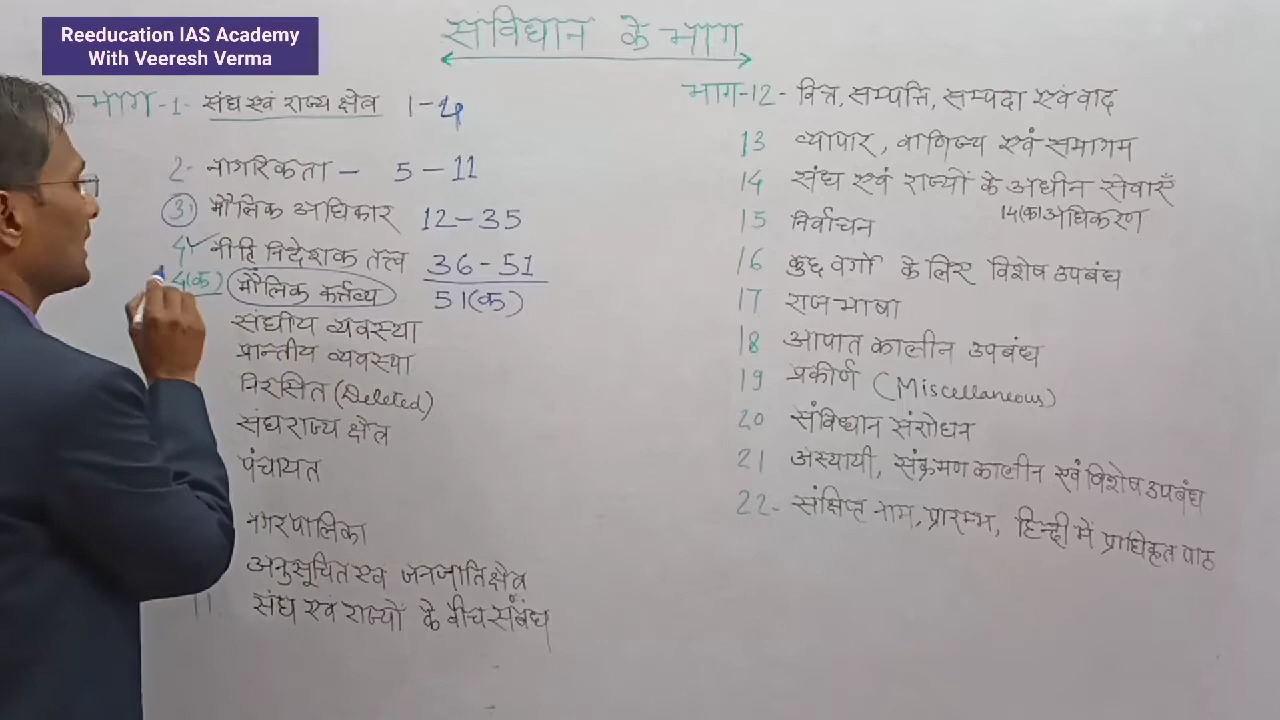 Reeducation IAS Academy
With Veeresh Verma
संविधान के भाग
भाग-1- संघ एवं राज्य क्षेत्र 1-4
2- नागरिकता - 5-11
3) मौलिक अधिकार 12-35
4 नीति निदेशक तत्त्व 36-51
4(क) मौलिक कर्त्तव्य 51(क)
संघीय व्यवस्था
प्रान्तीय व्यवस्था
निरसित (Deleted)
संघ राज्य क्षेत्र
पंचायत
नगरपालिका
अनुसूचित एवं जनजाति क्षेत्र
11. संघ एवं राज्यों के बीच संबंध
भाग-12- वित्त, सम्पत्ति, सम्पदा एवं वाद
13 व्यापार, वाणिज्य एवं समागम
14 संघ एवं राज्यों के अधीन सेवाएँ
14(क) अधिकरण
15 निर्वाचन
16 कुछ वर्गों के लिए विशेष उपबंध
17 राजभाषा
18 आपातकालीन उपबंध
19 प्रकीर्ण (Miscellaneous)
20 संविधान संशोधन
21 अस्थायी, संक्रमणकालीन एवं विशेष उपबंध
22- संक्षिप्त नाम, प्रारम्भ, हिन्दी में प्राधिकृत पाठ